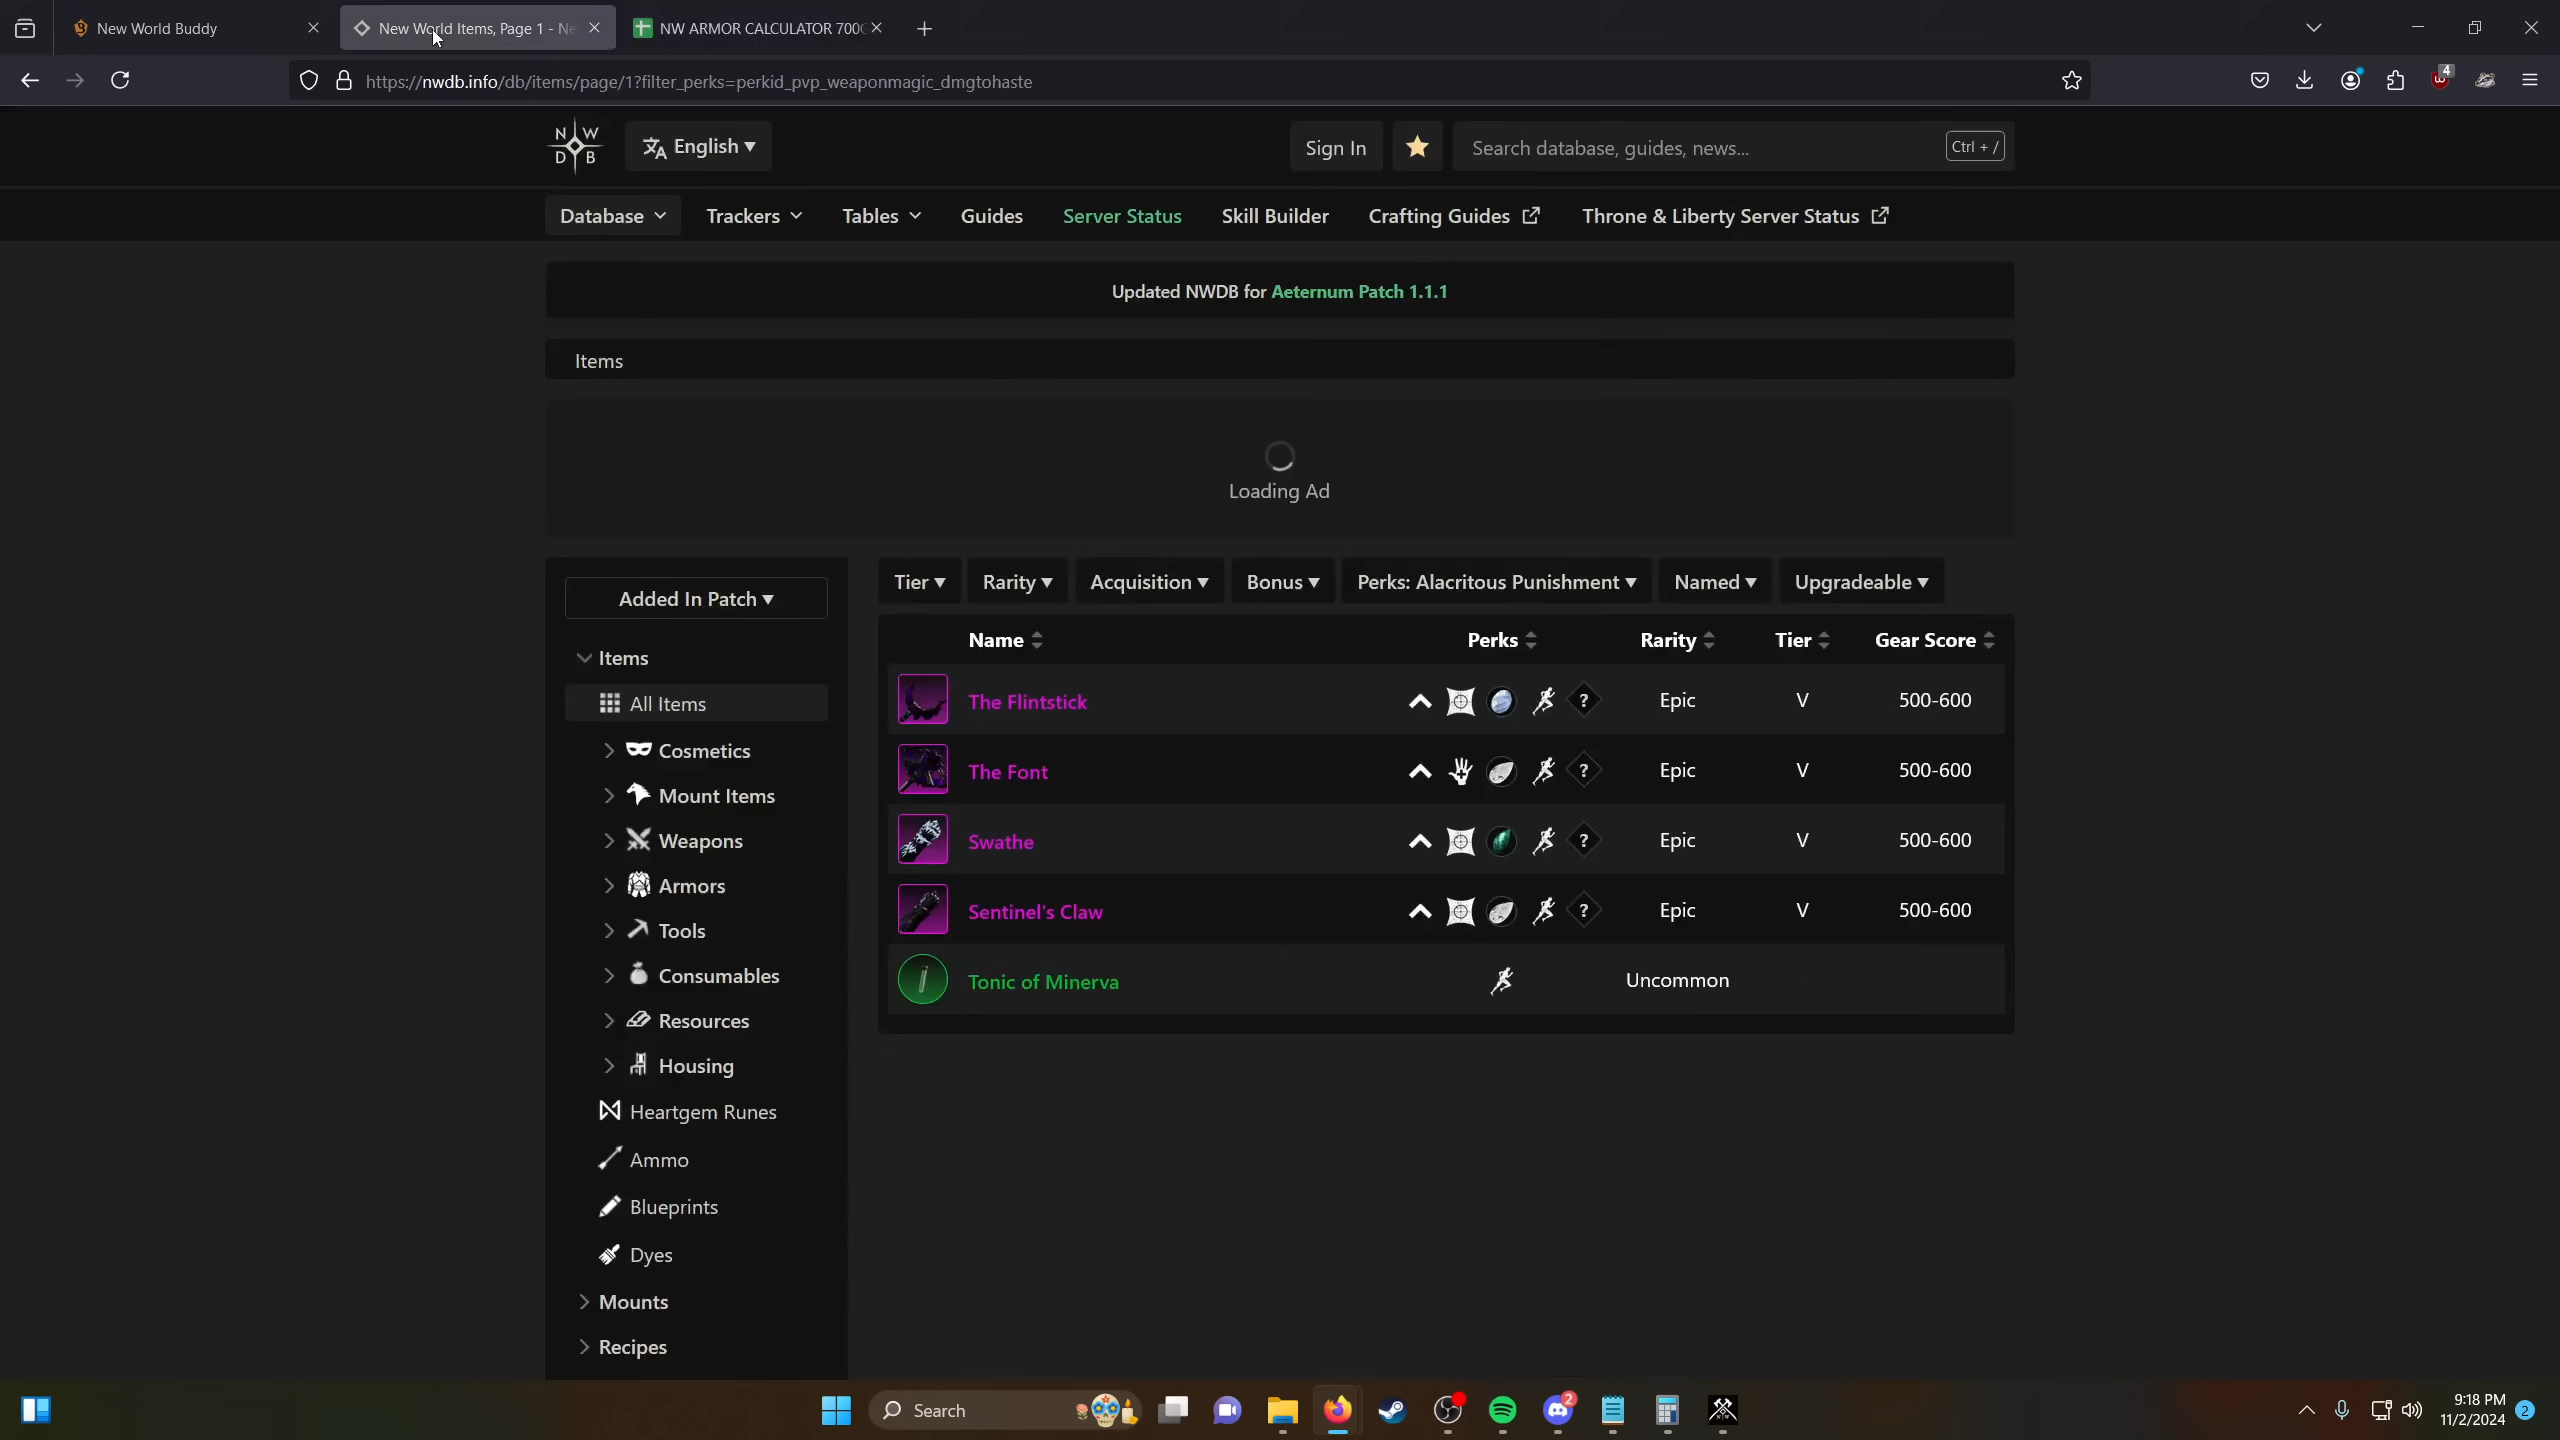 New World Buddy
New World Items, Page 1 - Ne
NW ARMOR CALCULATOR 700
https://nwdb.info/db/items/page/1?filter_perks=perkid_pvp_weaponmagic_dmgtohaste
4
N W
D B
English
Sign In
Search database, guides, news...
Ctrl + /
Database
Trackers
Tables
Guides
Server Status
Skill Builder
Crafting Guides
Throne & Liberty Server Status
Updated NWDB for Aeternum Patch 1.1.1
Items
Loading Ad
Added In Patch
Items
All Items
Cosmetics
Mount Items
Weapons
Armors
Tools
Consumables
Resources
Housing
Heartgem Runes
Ammo
Blueprints
Dyes
Mounts
Recipes
Tier
Rarity
Acquisition
Bonus
Perks: Alacritous Punishment
Named
Upgradeable
Name Perks Rarity Tier Gear Score
The Flintstick ? Epic V 500-600
The Font ? Epic V 500-600
Swathe ? Epic V 500-600
Sentinel's Claw ? Epic V 500-600
Tonic of Minerva Uncommon
Search
2
9:18 PM
11/2/2024
2